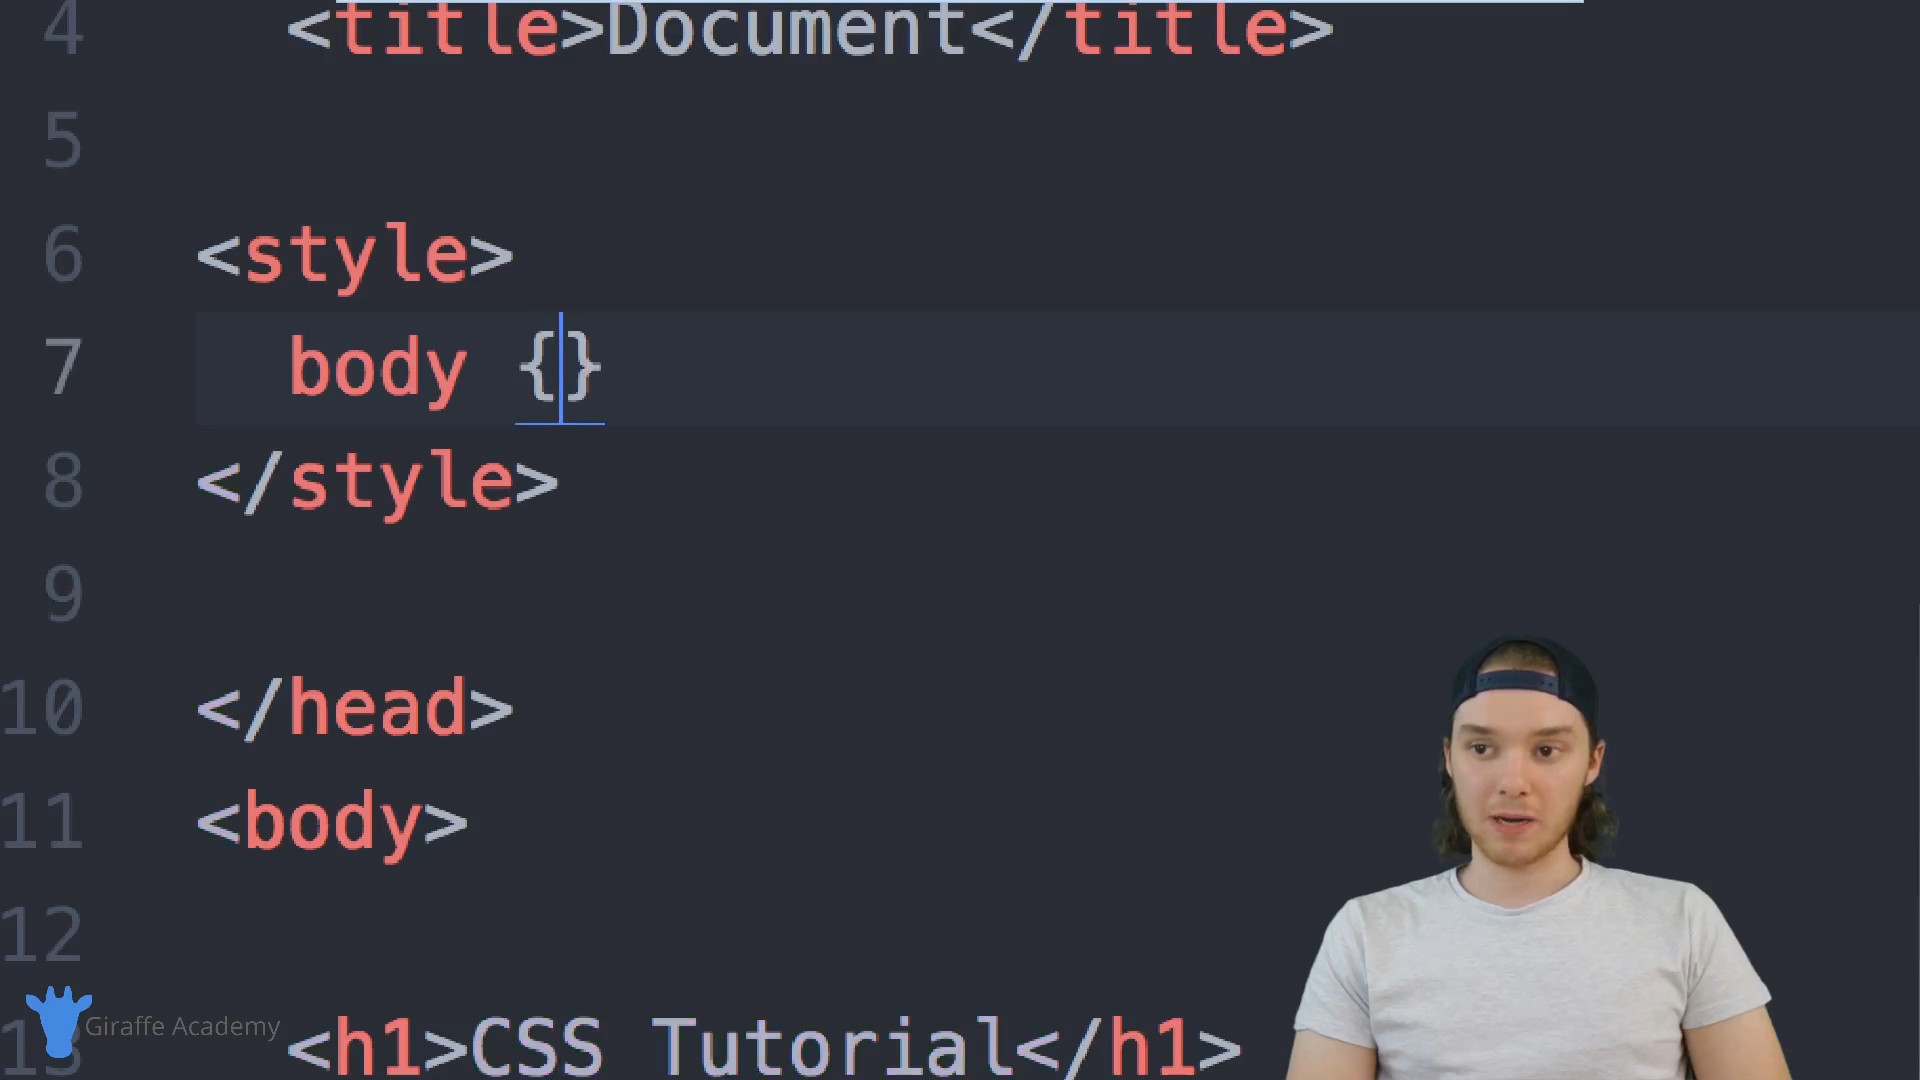 4 <title>Document</title>
5
6 <style>
7 body {}
8 </style>
9
10 </head>
11 <body>
12
13 <h1>CSS Tutorial</h1>
Giraffe Academy